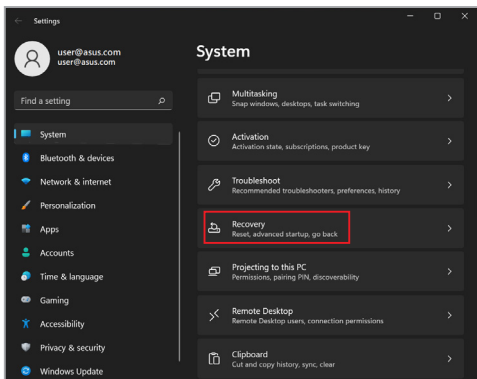 Settings
user@asus.com
user@asus.com
Find a setting
System
Bluetooth & devices
Network & internet
Personalization
Apps
Accounts
Time & language
Gaming
Accessibility
Privacy & security
Windows Update
System
Multitasking
Snap windows, desktops, task switching
Activation
Activation state, subscriptions, product key
Troubleshoot
Recommended troubleshooters, preferences, history
Recovery
Reset, advanced startup, go back
Projecting to this PC
Permissions, pairing PIN, discoverability
Remote Desktop
Remote Desktop users, connection permissions
Clipboard
Cut and copy history, sync, clear